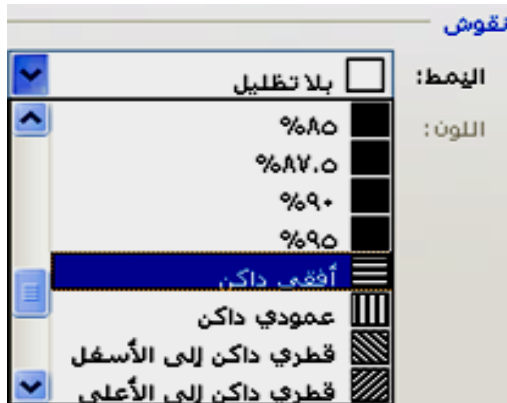 نقوش
النمط:
بلا تظليل
اللون:
%٨٥
%٨٧.٥
%٩٠
%٩٥
أفقي داكن
عمودي داكن
قطري داكن إلى الأسفل
قطري داكن إلى الأعلى